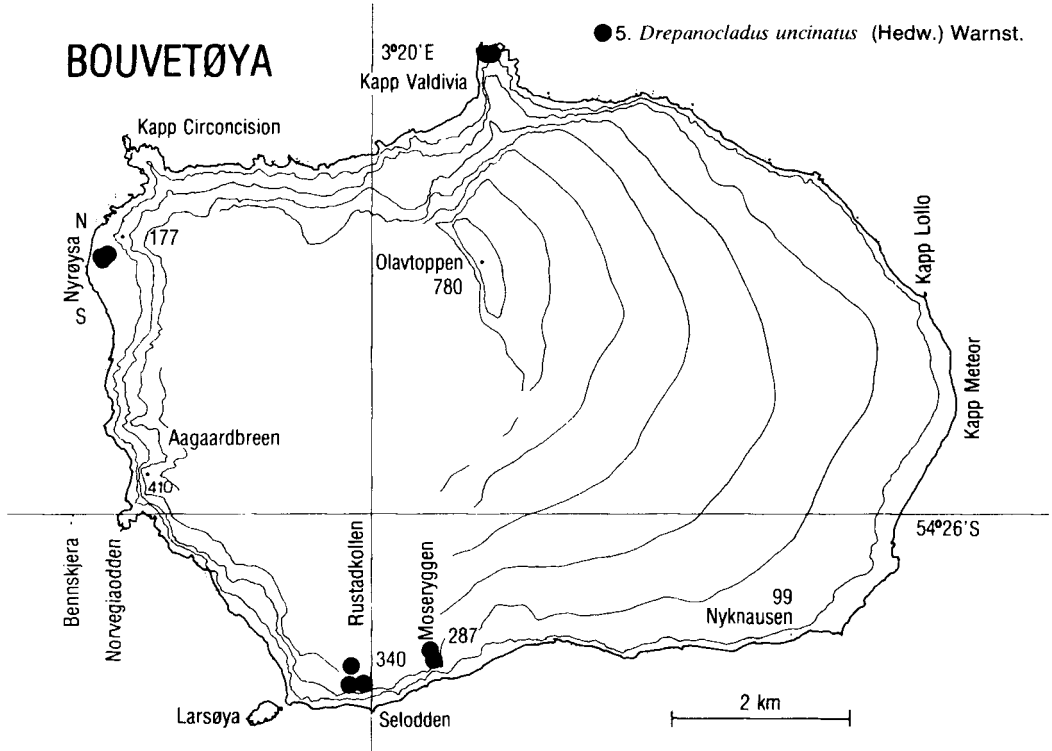 ●5. Drepanocladus uncinatus (Hedw.) Warnst.
BOUVETØYA
3°20'E
Kapp Valdivia
Kapp Circoncision
N
177
Nyrøysa
S
Olavtoppen
780
Kapp Lollo
Kapp Meteor
Aagaardbreen
410
54°26'S
Bennskjera
Norvegiaodden
Rustadkollen
Moseryggen
99
Nyknausen
287
340
2 km
Larsøya
Selodden